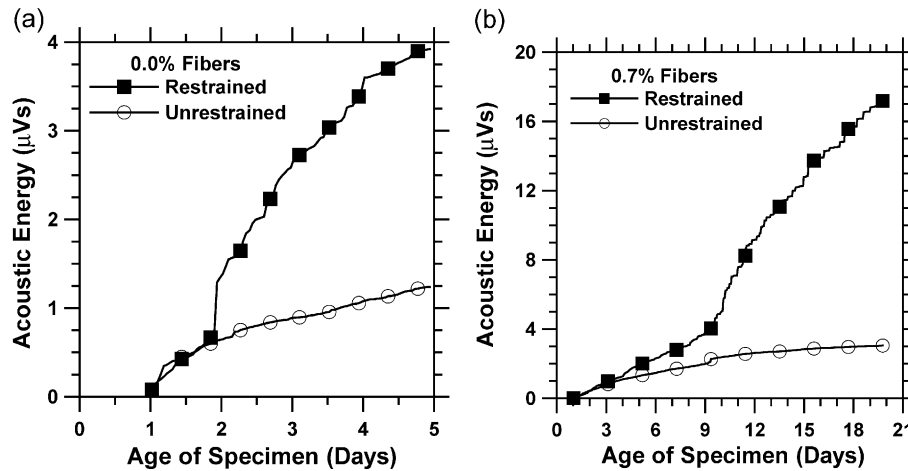 (a)
4
3
2
1
0
Acoustic Energy (μVs)
0.0% Fibers
Restrained
Unrestrained
0 1 2 3 4 5
Age of Specimen (Days)
(b)
20
16
12
8
4
0
Acoustic Energy (μVs)
0.7% Fibers
Restrained
Unrestrained
0 3 6 9 12 15 18 21
Age of Specimen (Days)